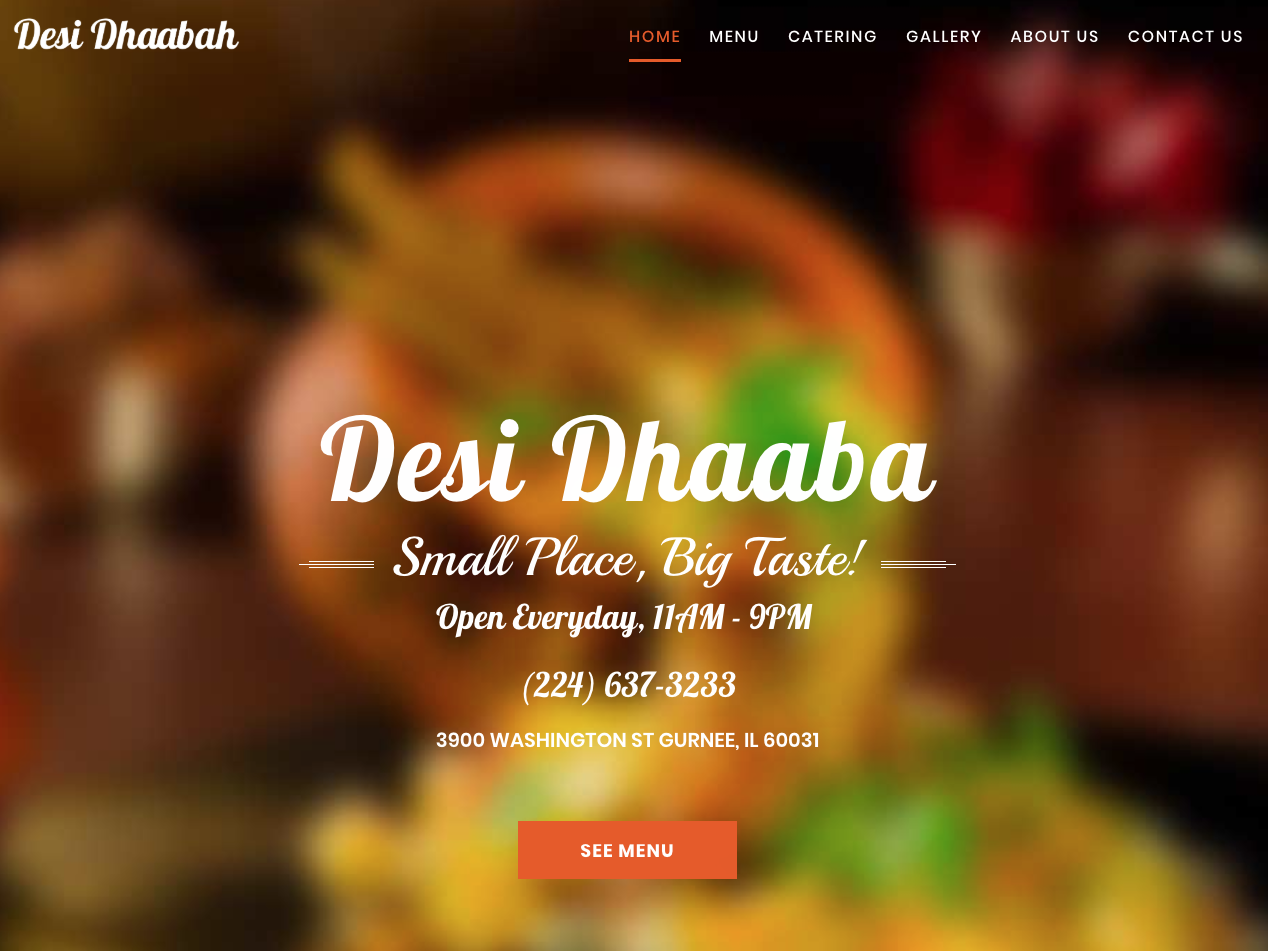 Desi Dhaabah
HOME MENU CATERING GALLERY ABOUT US CONTACT US
Desi Dhaaba
Small Place, Big Taste!
Open Everyday, 11AM - 9PM
(224) 637-3233
3900 WASHINGTON ST GURNEE, IL 60031
SEE MENU